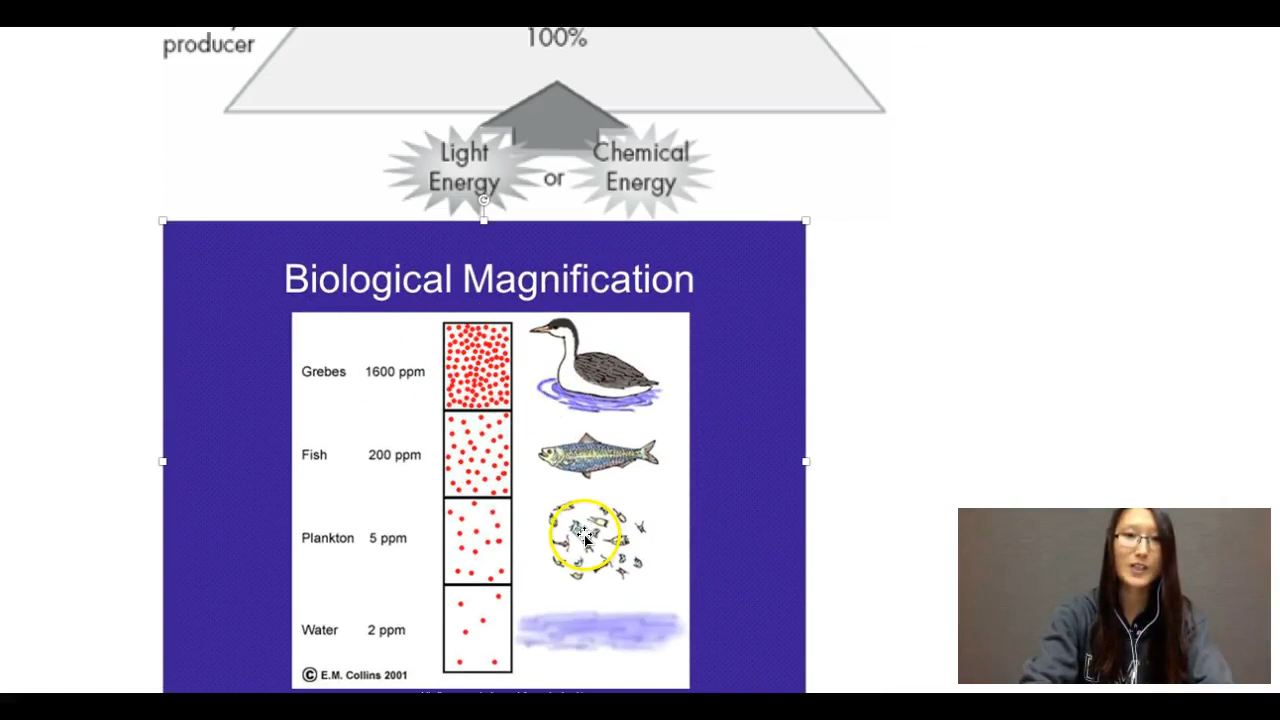 producer
100%
Light
Energy
or
Chemical
Energy
Biological Magnification
Grebes 1600 ppm
Fish 200 ppm
Plankton 5 ppm
Water 2 ppm
© E.M. Collins 2001